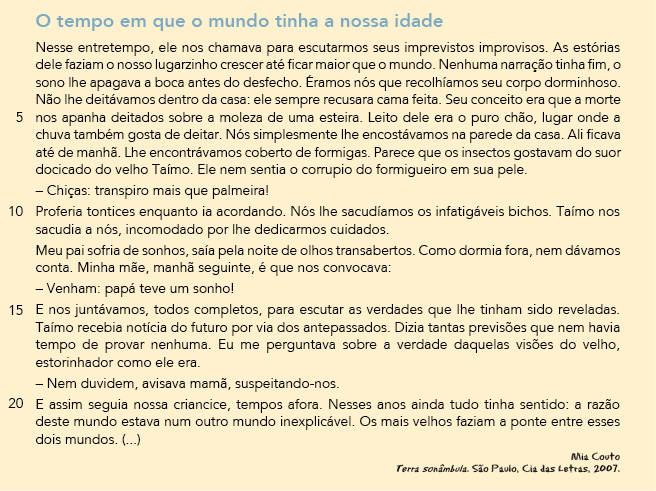 O tempo em que o mundo tinha a nossa idade
Nesse entretempo, ele nos chamava para escutarmos seus imprevistos improvisos. As estórias
dele faziam o nosso lugarzinho crescer até ficar maior que o mundo. Nenhuma narração tinha fim, o
sono lhe apagava a boca antes do desfecho. Éramos nós que recolhíamos seu corpo dorminhoso.
Não lhe deitávamos dentro da casa: ele sempre recusara cama feita. Seu conceito era que a morte
5 nos apanha deitados sobre a moleza de uma esteira. Leito dele era o puro chão, lugar onde a
chuva também gosta de deitar. Nós simplesmente lhe encostávamos na parede da casa. Ali ficava
até de manhã. Lhe encontrávamos coberto de formigas. Parece que os insectos gostavam do suor
docicado do velho Taímo. Ele nem sentia o corrupio do formigueiro em sua pele.
– Chiças: transpiro mais que palmeira!
10 Proferia tontices enquanto ia acordando. Nós lhe sacudíamos os infatigáveis bichos. Taímo nos
sacudia a nós, incomodado por lhe dedicarmos cuidados.
Meu pai sofria de sonhos, saía pela noite de olhos transabertos. Como dormia fora, nem dávamos
conta. Minha mãe, manhã seguinte, é que nos convocava:
– Venham: papá teve um sonho!
15 E nos juntávamos, todos completos, para escutar as verdades que lhe tinham sido reveladas.
Taímo recebia notícia do futuro por via dos antepassados. Dizia tantas previsões que nem havia
tempo de provar nenhuma. Eu me perguntava sobre a verdade daquelas visões do velho,
estorinhador como ele era.
– Nem duvidem, avisava mamã, suspeitando-nos.
20 E assim seguia nossa criancice, tempos afora. Nesses anos ainda tudo tinha sentido: a razão
deste mundo estava num outro mundo inexplicável. Os mais velhos faziam a ponte entre esses
dois mundos. (...)
Mia Couto
Terra sonâmbula. São Paulo, Cia das Letras, 2007.